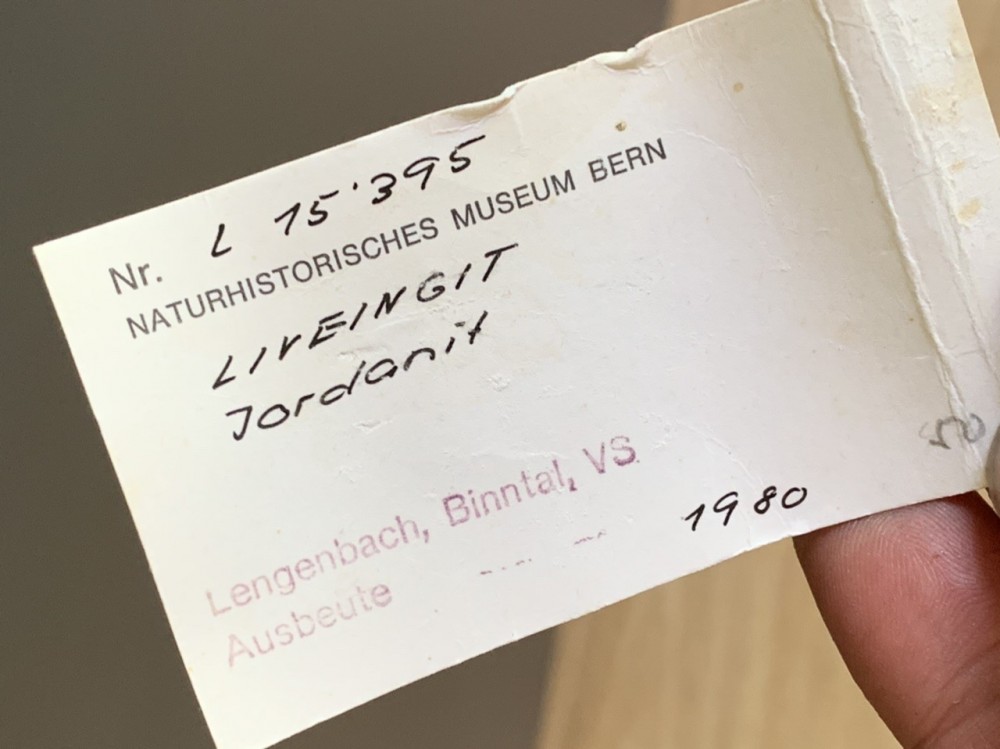 Nr. L 15'395
NATURHISTORISCHES MUSEUM BERN
LIVEINGIT
Jordanit
Lengenbach, Binntal, VS
Ausbeute 1980